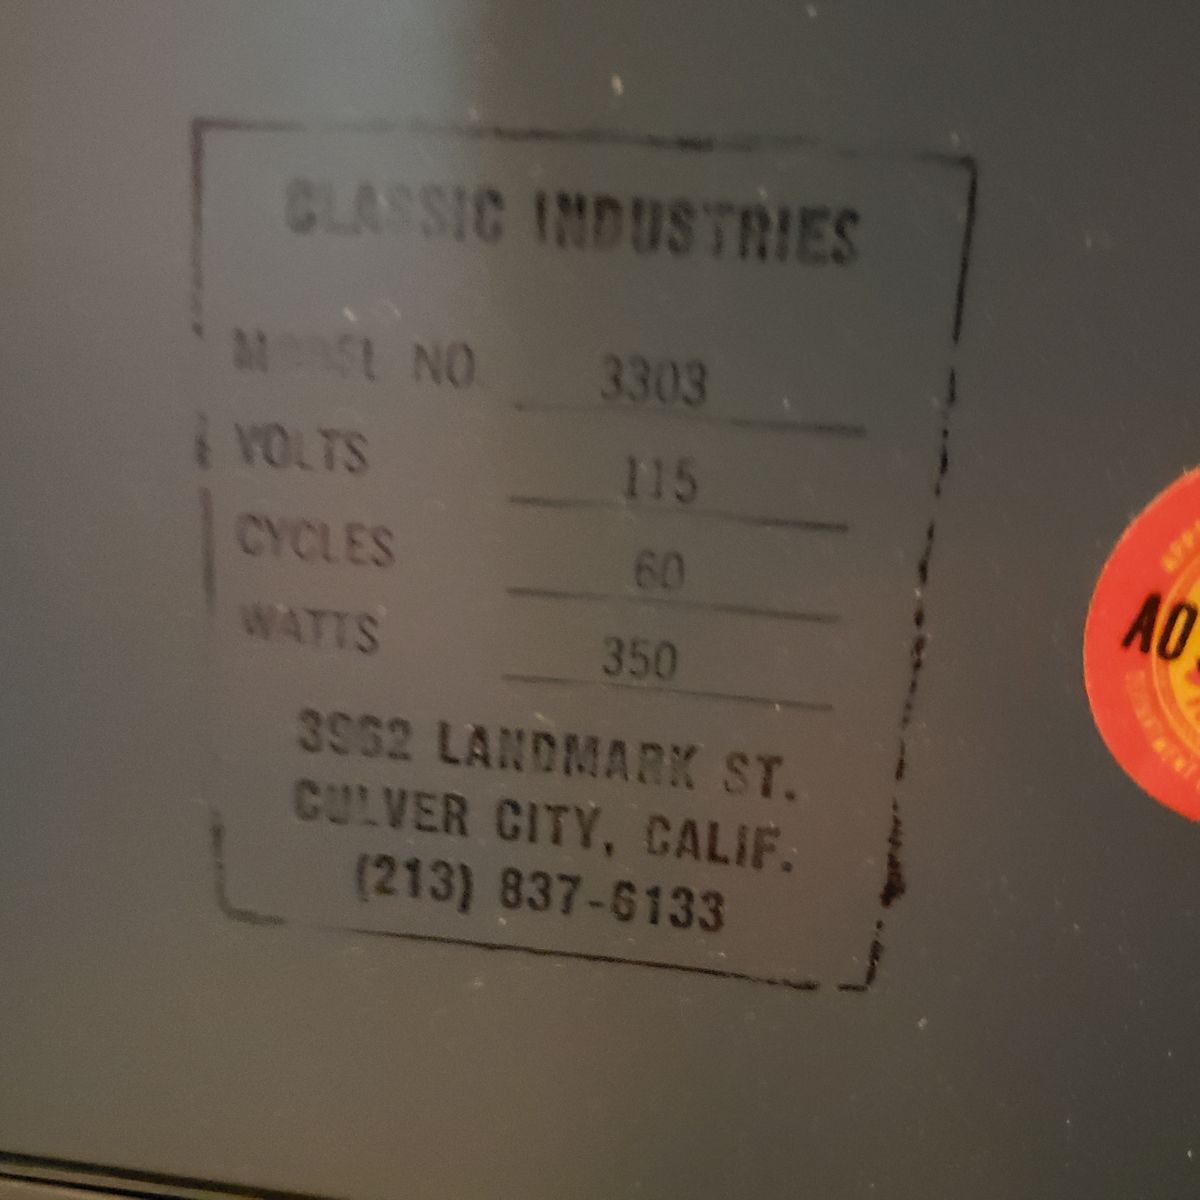 CLASSIC INDUSTRIES
MODEL NO 3303
VOLTS 115
CYCLES 60
WATTS 350
3962 LANDMARK ST.
CULVER CITY, CALIF.
(213) 837-6133
AO